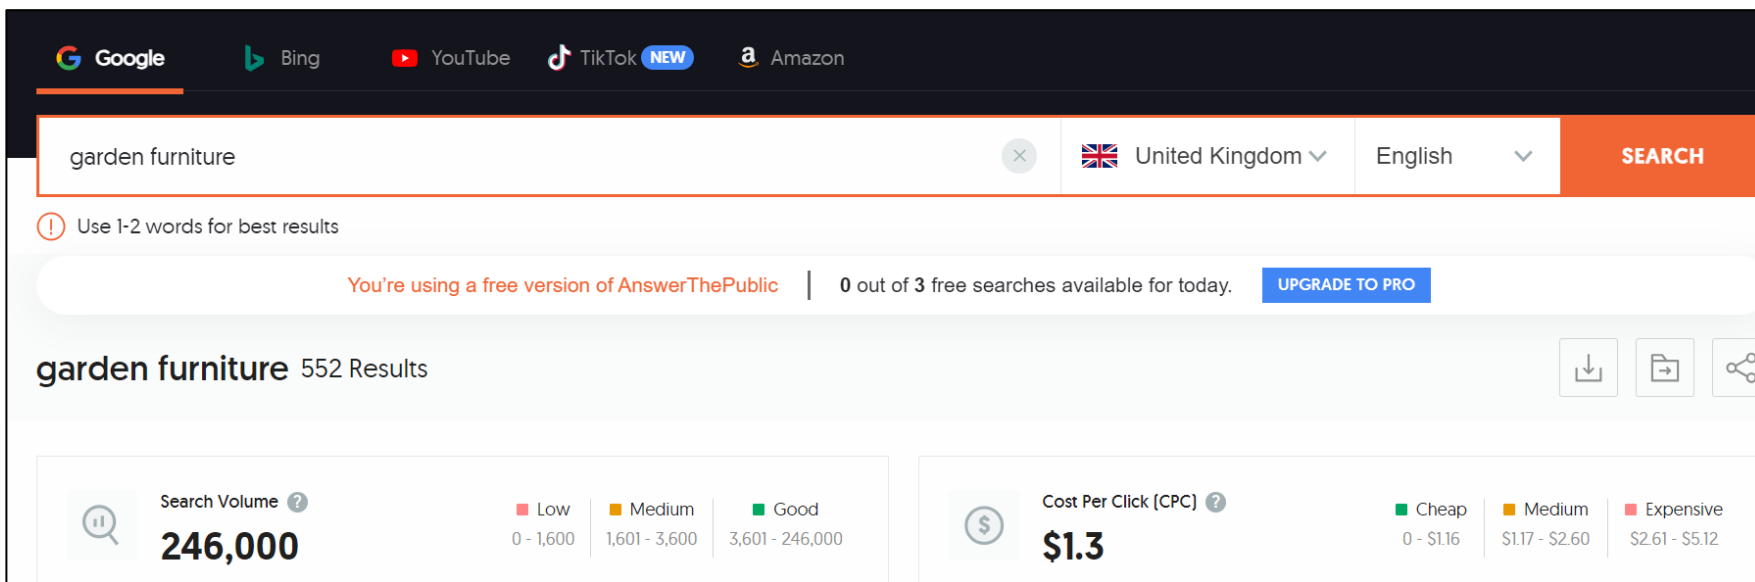 Google Bing YouTube TikTok NEW Amazon
garden furniture United Kingdom English SEARCH
Use 1-2 words for best results
You're using a free version of AnswerThePublic 0 out of 3 free searches available for today. UPGRADE TO PRO
garden furniture 552 Results
Search Volume ?
246,000
Low Medium Good
0 - 1,600 1,601 - 3,600 3,601 - 246,000
Cost Per Click (CPC) ?
$1.3
Cheap Medium Expensive
0 - $1.16 $1.17 - $2.60 $2.61 - $5.12